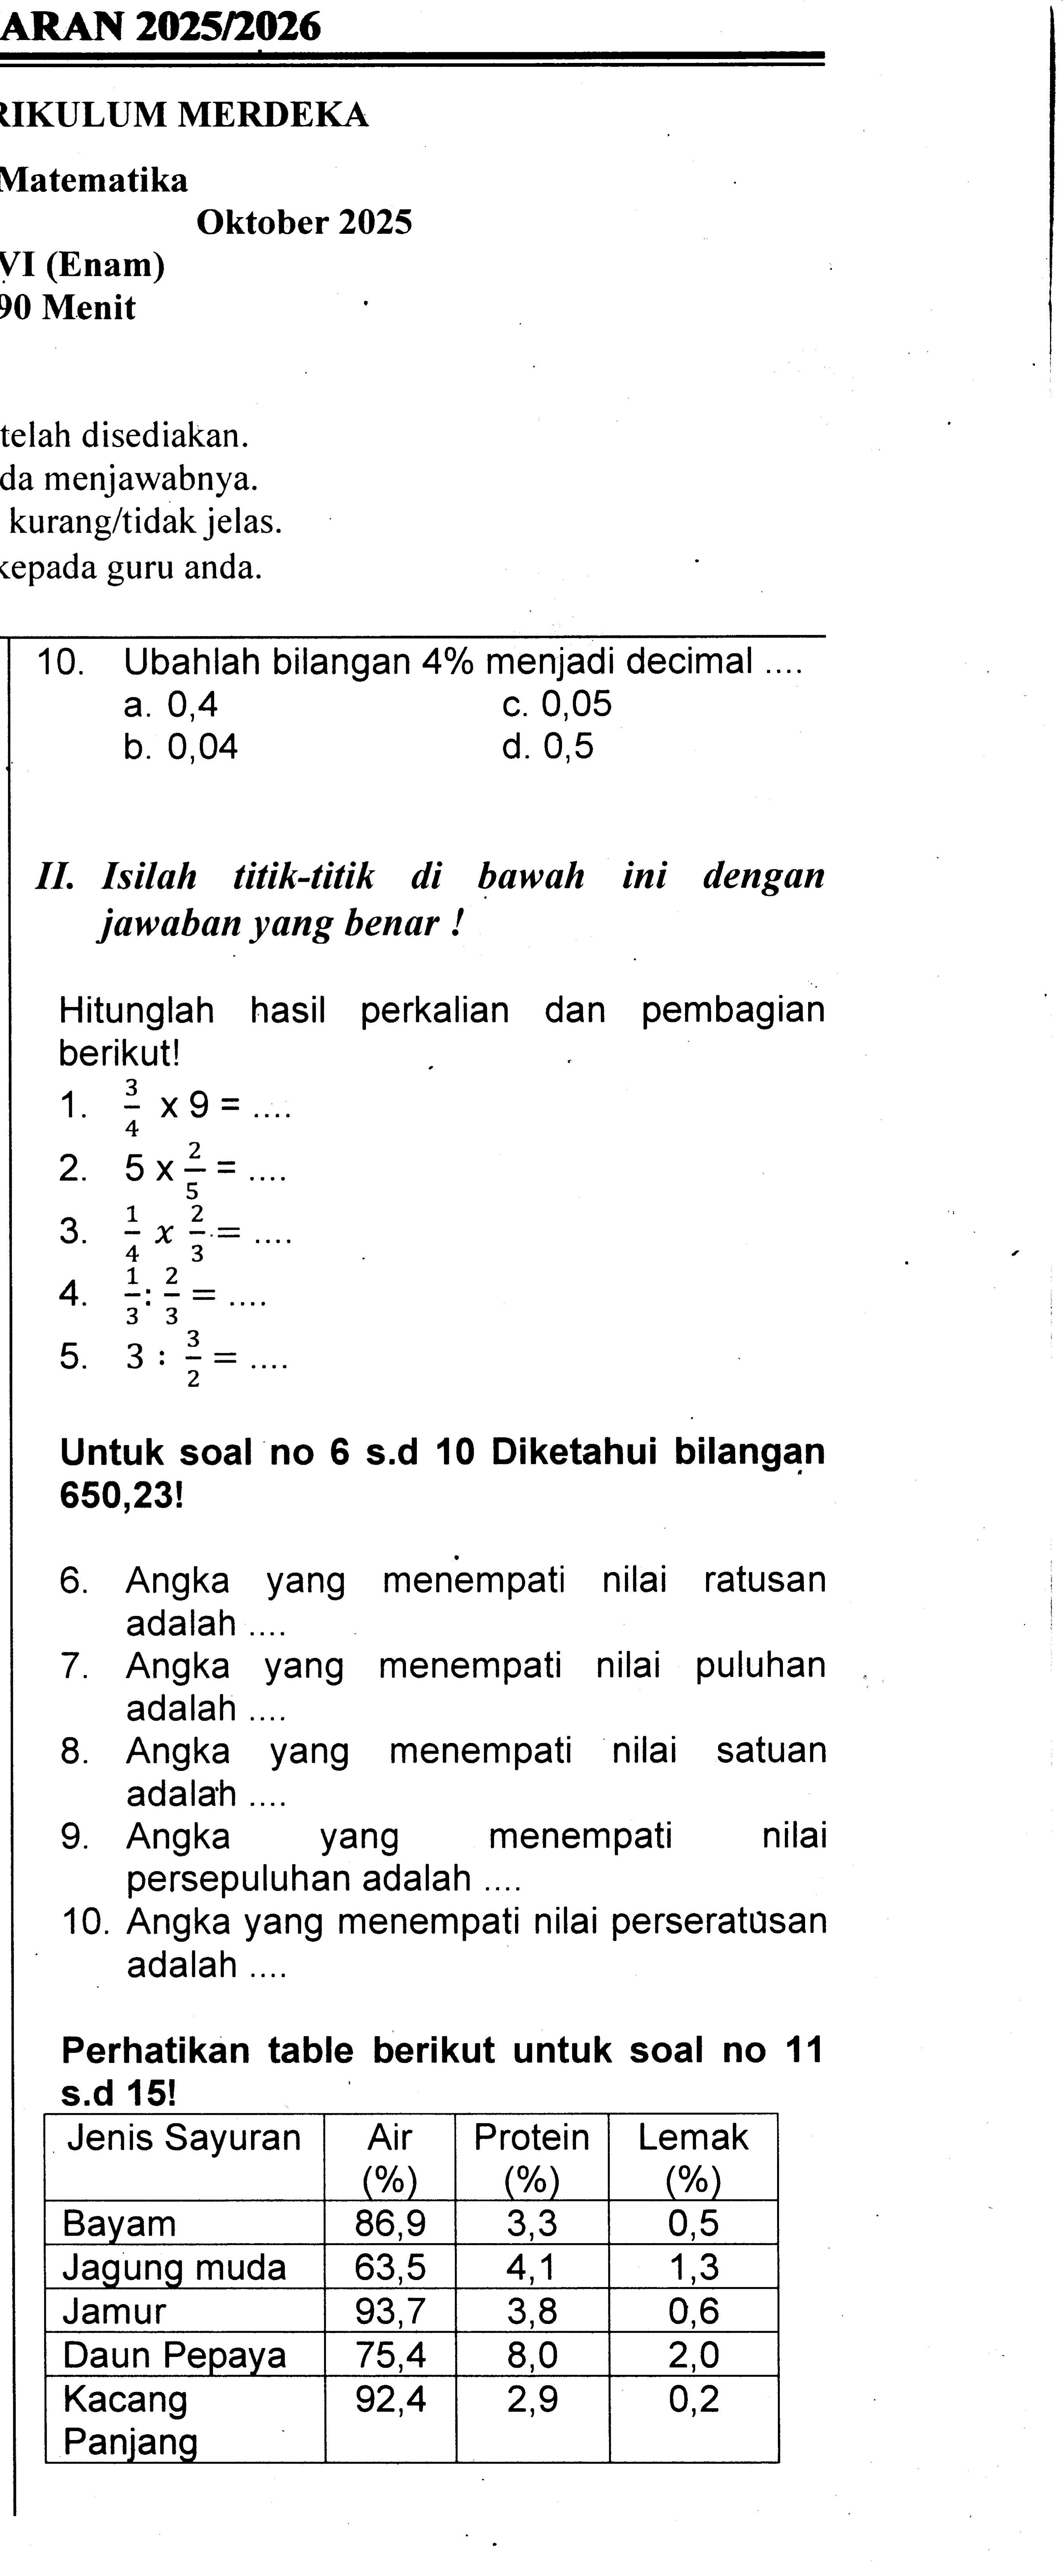 ARAN 2025/2026
RIKULUM MERDEKA
Matematika
Oktober 2025
VI (Enam)
90 Menit
telah disediakan.
da menjawabnya.
kurang/tidak jelas.
kepada guru anda.
10. Ubahlah bilangan 4% menjadi decimal ....
a. 0,4 c. 0,05
b. 0,04 d. 0,5
II. Isilah titik-titik di bawah ini dengan
jawaban yang benar !
Hitunglah hasil perkalian dan pembagian
berikut!
1. 3/4 x 9 = ....
2. 5 x 2/5 = ....
3. 1/4 x 2/3 = ....
4. 1/3 : 2/3 = ....
5. 3 : 3/2 = ....
Untuk soal no 6 s.d 10 Diketahui bilangan
650,23!
6. Angka yang menempati nilai ratusan
adalah ....
7. Angka yang menempati nilai puluhan
adalah ....
8. Angka yang menempati nilai satuan
adalah ....
9. Angka yang menempati nilai
persepuluhan adalah ....
10. Angka yang menempati nilai perseratusan
adalah ....
Perhatikan table berikut untuk soal no 11
s.d 15!
Jenis Sayuran Air Protein Lemak
(%) (%) (%)
Bayam 86,9 3,3 0,5
Jagung muda 63,5 4,1 1,3
Jamur 93,7 3,8 0,6
Daun Pepaya 75,4 8,0 2,0
Kacang 92,4 2,9 0,2
Panjang